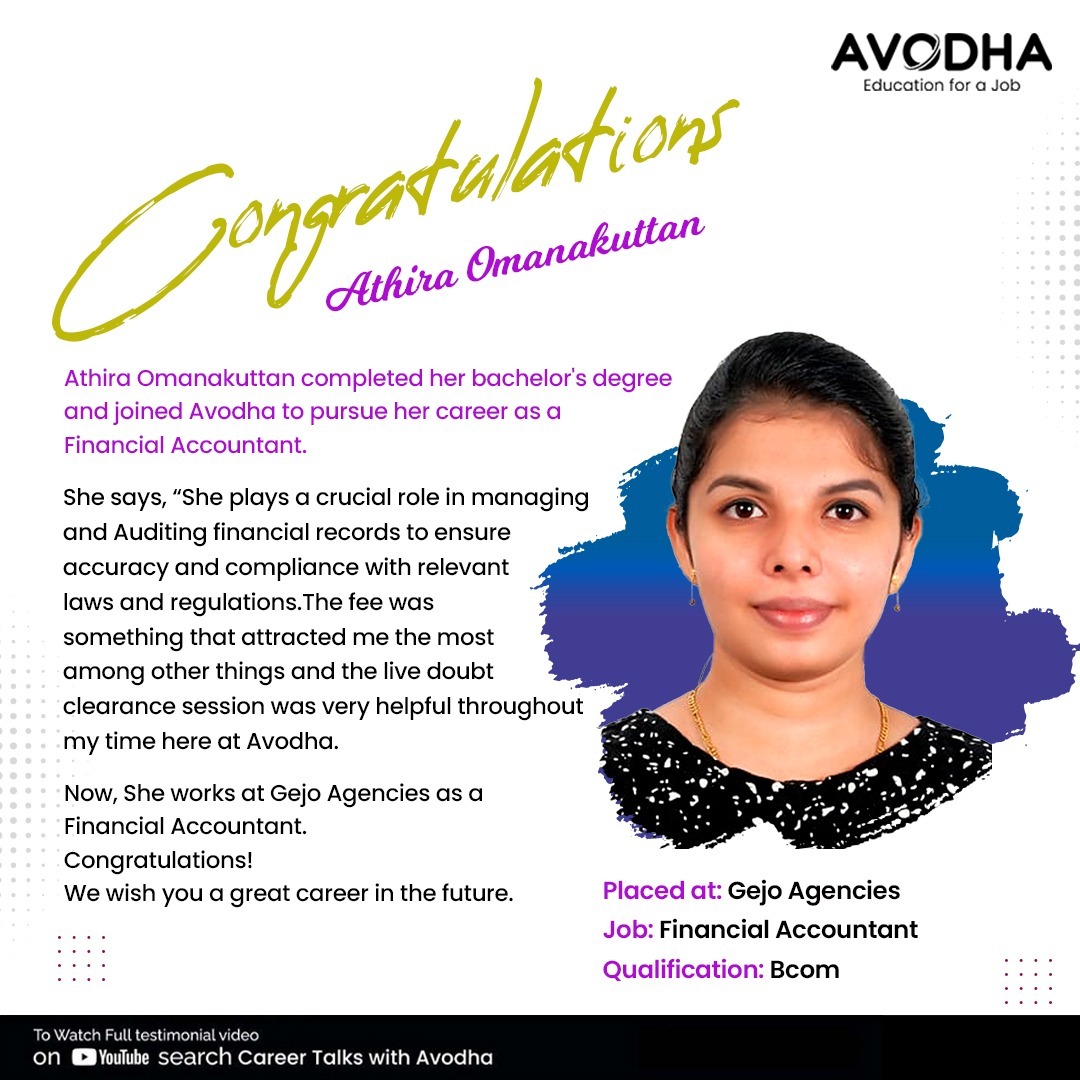 AVODHA
Education for a Job
Congratulations
Athira Omanakuttan
Athira Omanakuttan completed her bachelor's degree
and joined Avodha to pursue her career as a
Financial Accountant.
She says, “She plays a crucial role in managing
and Auditing financial records to ensure
accuracy and compliance with relevant
laws and regulations.The fee was
something that attracted me the most
among other things and the live doubt
clearance session was very helpful throughout
my time here at Avodha.
Now, She works at Gejo Agencies as a
Financial Accountant.
Congratulations!
We wish you a great career in the future.
Placed at: Gejo Agencies
Job: Financial Accountant
Qualification: Bcom
To Watch Full testimonial video
on YouTube search Career Talks with Avodha